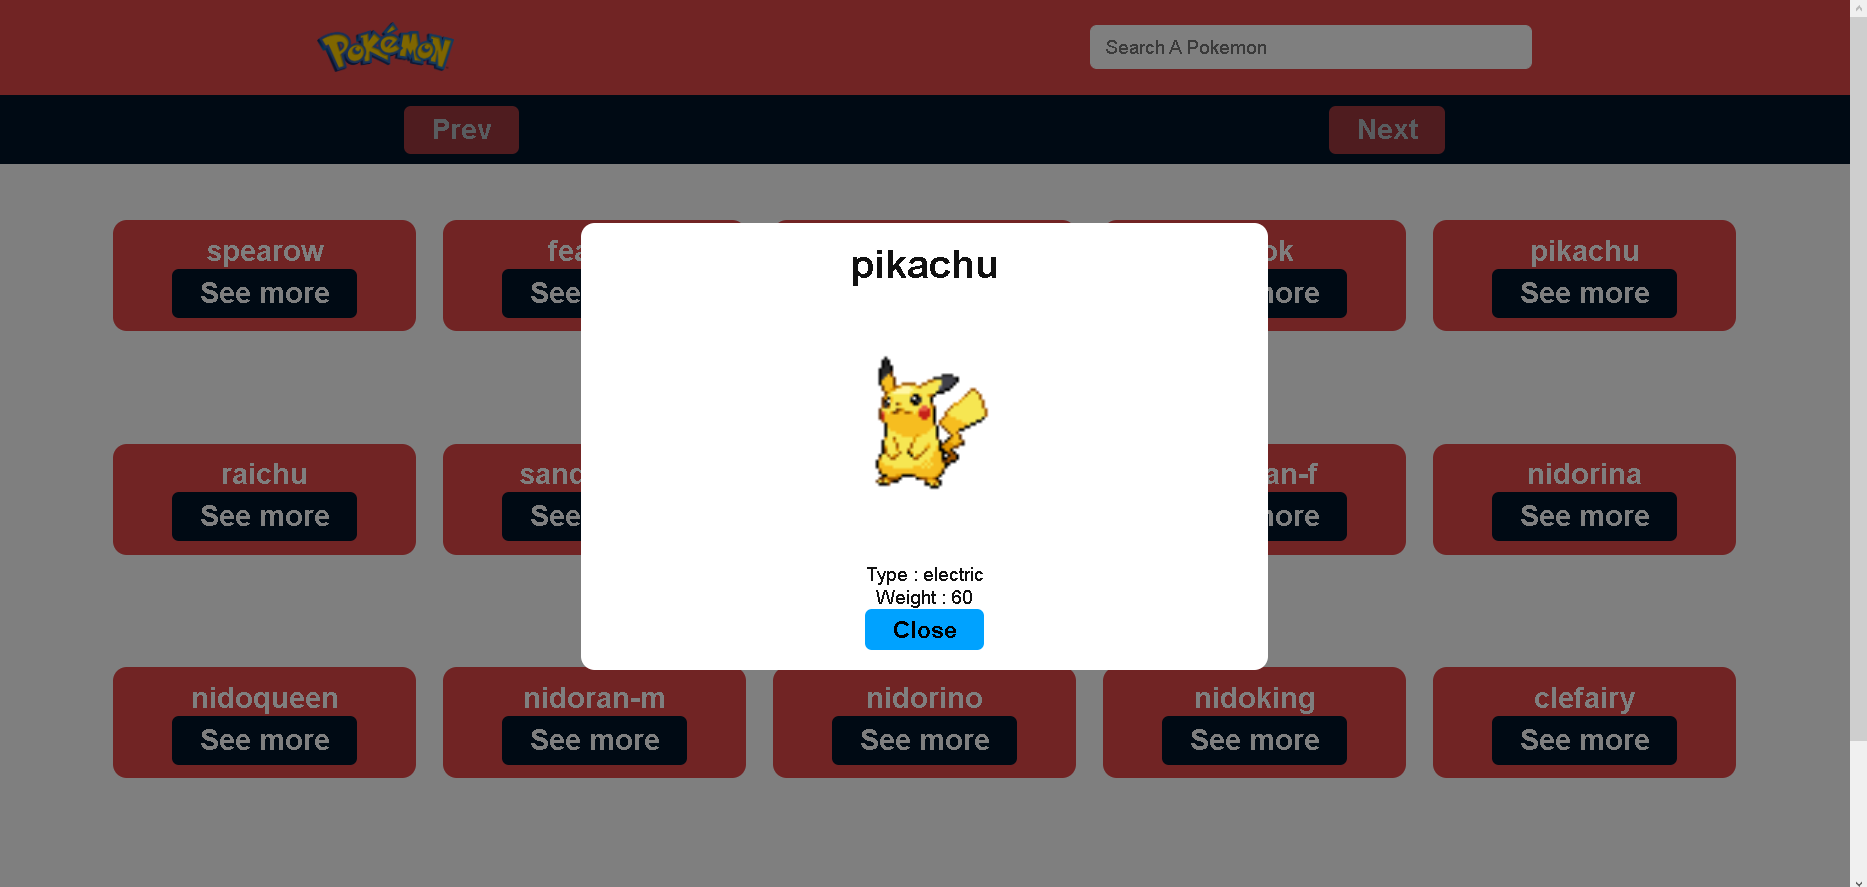 POKéMON
Search A Pokemon
Prev
Next
spearow
See more
fea
See
ok
ore
pikachu
See more
pikachu
Type : electric
Weight : 60
Close
raichu
See more
sand
See
an-f
ore
nidorina
See more
nidoqueen
See more
nidoran-m
See more
nidorino
See more
nidoking
See more
clefairy
See more